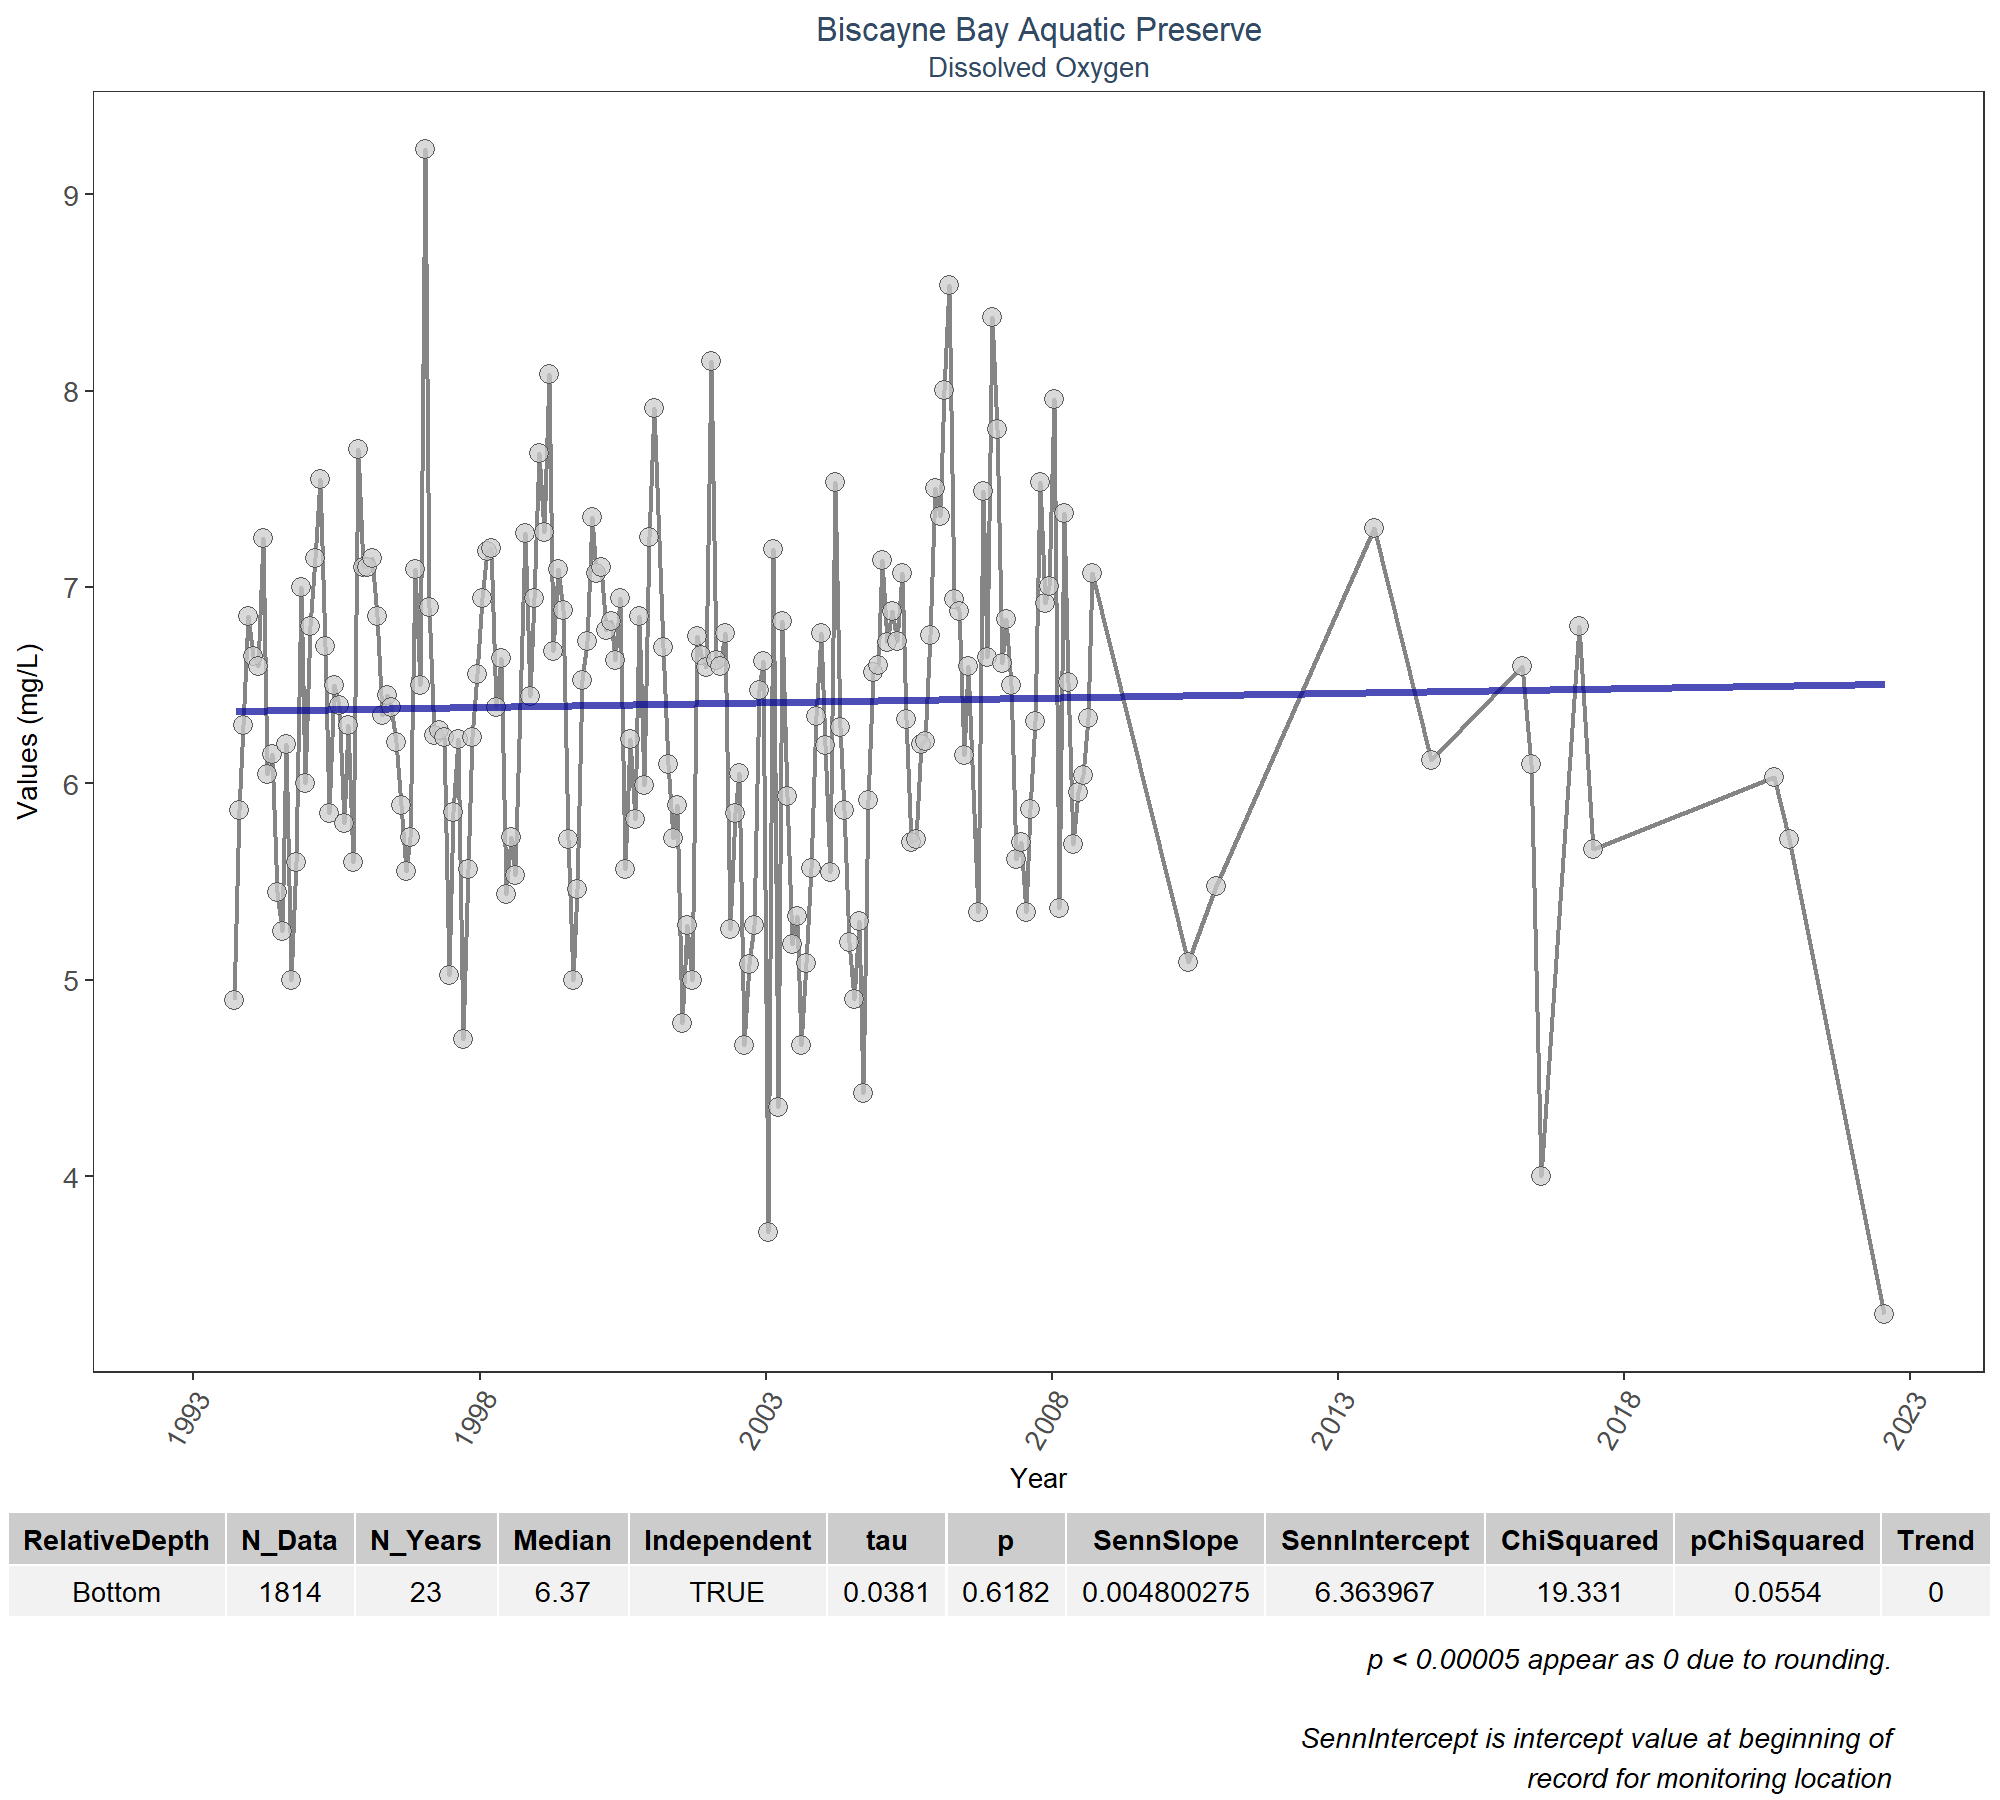 Biscayne Bay Aquatic Preserve
Dissolved Oxygen
Values (mg/L)
9
8
7
6
5
4
1993 1998 2003 2008 2013 2018 2023
Year
RelativeDepth N_Data N_Years Median Independent tau p SennSlope SennIntercept ChiSquared pChiSquared Trend
Bottom 1814 23 6.37 TRUE 0.0381 0.6182 0.004800275 6.363967 19.331 0.0554 0
p < 0.00005 appear as 0 due to rounding.
SennIntercept is intercept value at beginning of
record for monitoring location